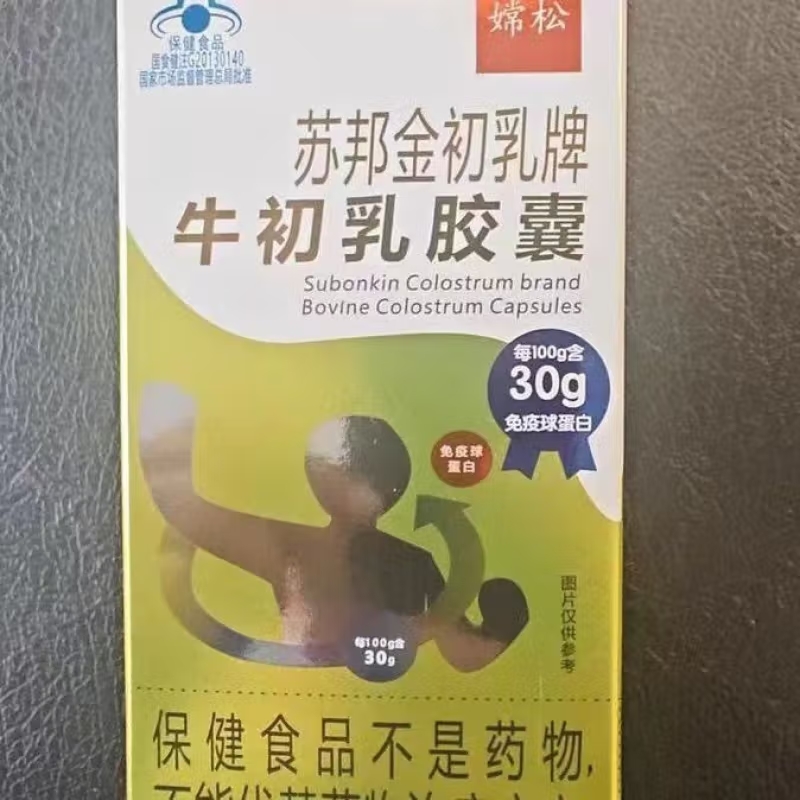 嫦松
保健食品
国食健注G20130140
国家市场监督管理总局批准
苏邦金初乳牌
牛初乳胶囊
Subonkin Colostrum brand
Bovine Colostrum Capsules
每100g含
30g
免疫球蛋白
免疫球
蛋白
图片仅供参考
每100g含
30g
保健食品不是药物,